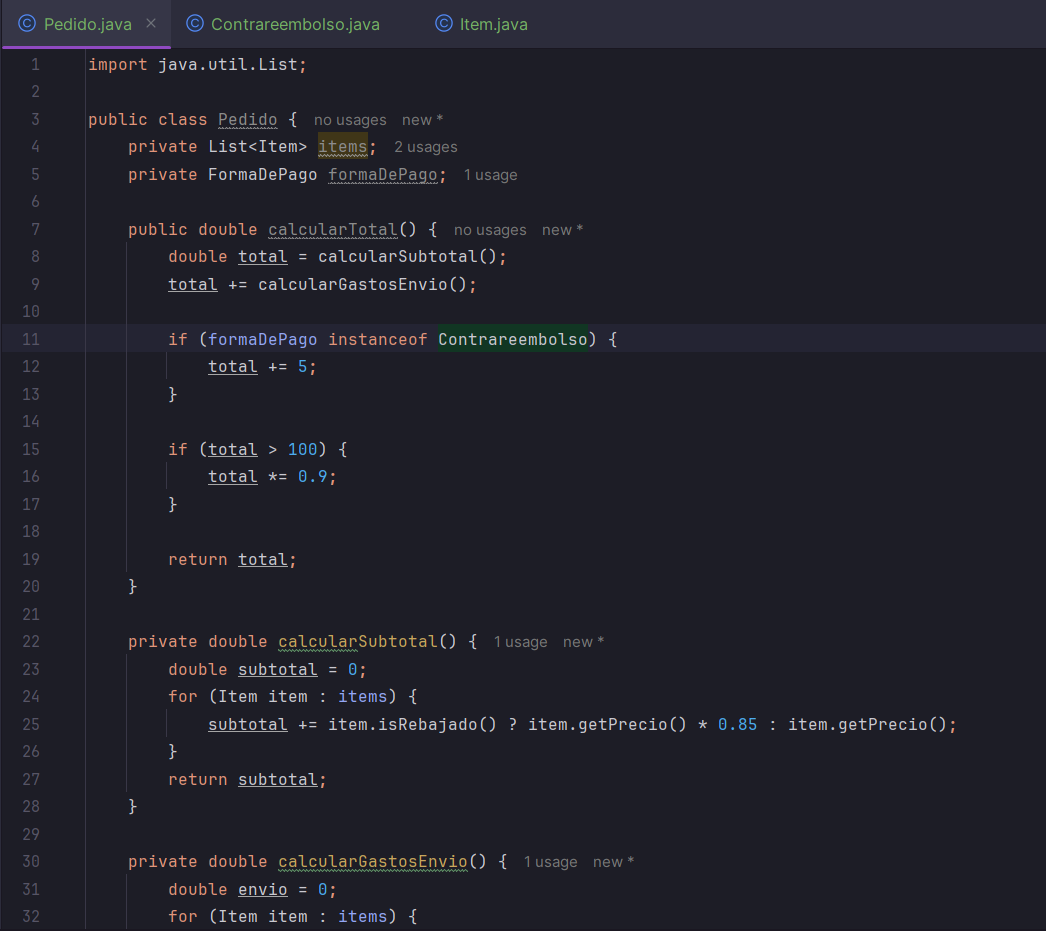 Pedido.java × Contrareembolso.java Item.java
1 import java.util.List;
2
3 public class Pedido { no usages new *
4 private List<Item> items; 2 usages
5 private FormaDePago formaDePago; 1 usage
6
7 public double calcularTotal() { no usages new *
8 double total = calcularSubtotal();
9 total += calcularGastosEnvio();
10
11 if (formaDePago instanceof Contrareembolso) {
12 total += 5;
13 }
14
15 if (total > 100) {
16 total *= 0.9;
17 }
18
19 return total;
20 }
21
22 private double calcularSubtotal() { 1 usage new *
23 double subtotal = 0;
24 for (Item item : items) {
25 subtotal += item.isRebajado() ? item.getPrecio() * 0.85 : item.getPrecio();
26 }
27 return subtotal;
28 }
29
30 private double calcularGastosEnvio() { 1 usage new *
31 double envio = 0;
32 for (Item item : items) {